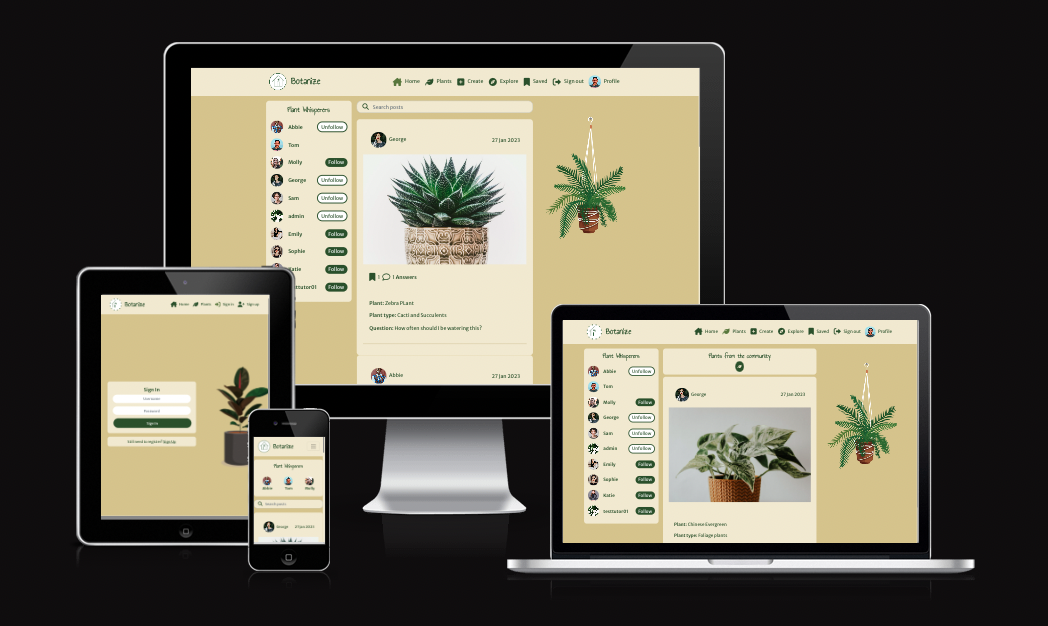 Botanize
Home Plants Create Explore Saved Sign out Profile
Plant Whisperers
Abbie Unfollow
Tom
Molly Follow
George Unfollow
Sam Unfollow
admin Unfollow
Emily Follow
Sophie Follow
Katie Follow
testtutor01 Follow
Search posts
George 27 Jan 2023
1 1 Answers
Plant: Zebra PLant
Plant type: Cacti and Succulents
Question: How often should I be watering this?
Abbie 27 Jan 2023
Botanize
Home Plants Sign in Sign up
Sign In
Username
Password
Sign in
Still need to register? Sign Up
Botanize
Plant Whisperers
Abbie Tom Molly
Search posts
George 27 Jan 2023
Botanize
Home Plants Create Explore Saved Sign out Profile
Plant Whisperers
Abbie Unfollow
Tom
Molly Follow
George Unfollow
Sam Unfollow
admin Unfollow
Emily Follow
Sophie Follow
Katie Follow
testtutor01 Follow
Plants from the community
George 27 Jan 2023
Plant: Chinese Evergreen
Plant type: Foliage plants